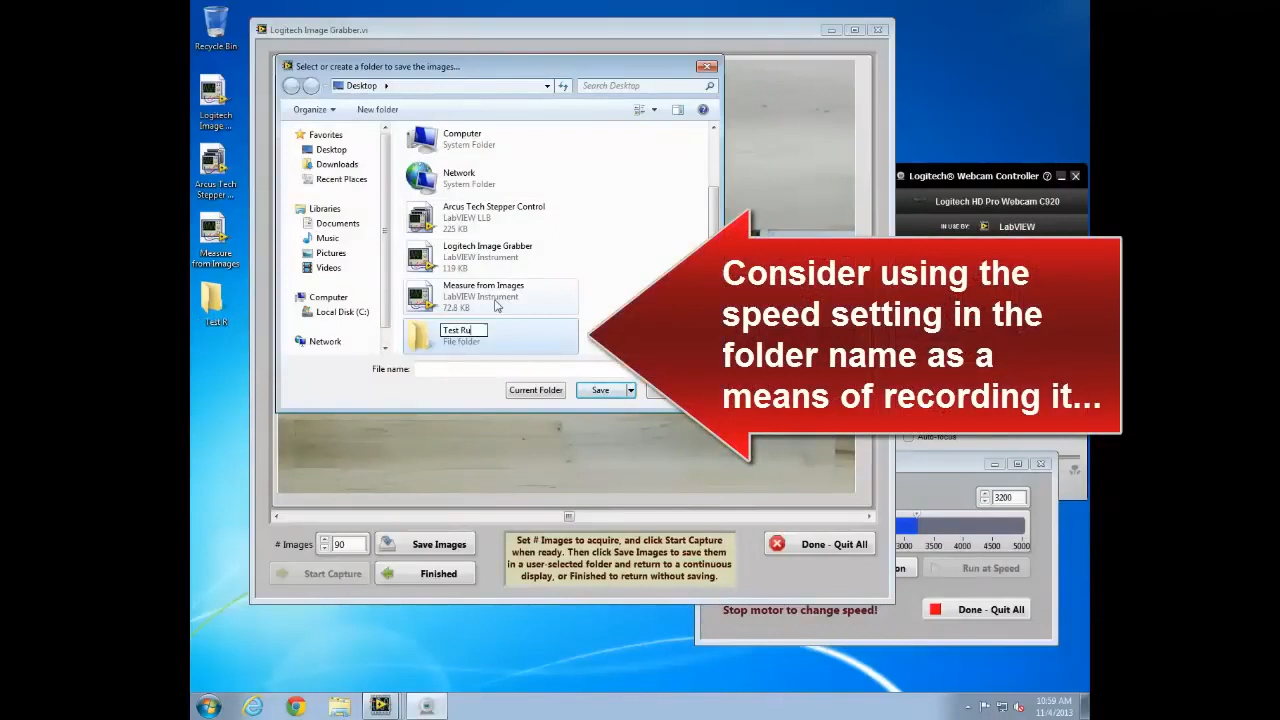 Recycle Bin
Logitech
Image ...
Arcus Tech
Stepper ...
Measure
from Images
Test R
Logitech Image Grabber.vi
Select or create a folder to save the images...
Desktop
Search Desktop
Organize
New folder
Favorites
Desktop
Downloads
Recent Places
Libraries
Documents
Music
Pictures
Videos
Computer
Local Disk (C:)
Network
Computer
System Folder
Network
System Folder
Arcus Tech Stepper Control
LabVIEW LLB
225 KB
Logitech Image Grabber
LabVIEW Instrument
119 KB
Measure from Images
LabVIEW Instrument
72.8 KB
Test Ru
File folder
File name:
Current Folder
Save
Consider using the
speed setting in the
folder name as a
means of recording it...
Logitech® Webcam Controller
Logitech HD Pro Webcam C920
IN USE BY: LabVIEW
Auto-focus
# Images
90
Save Images
Start Capture
Finished
Set # Images to acquire, and click Start Capture
when ready. Then click Save Images to save them
in a user-selected folder and return to a continuous
display, or Finished to return without saving.
Done - Quit All
3200
3000 3500 4000 4500 5000
on
Run at Speed
Stop motor to change speed!
Done - Quit All
10:59 AM
11/4/2013